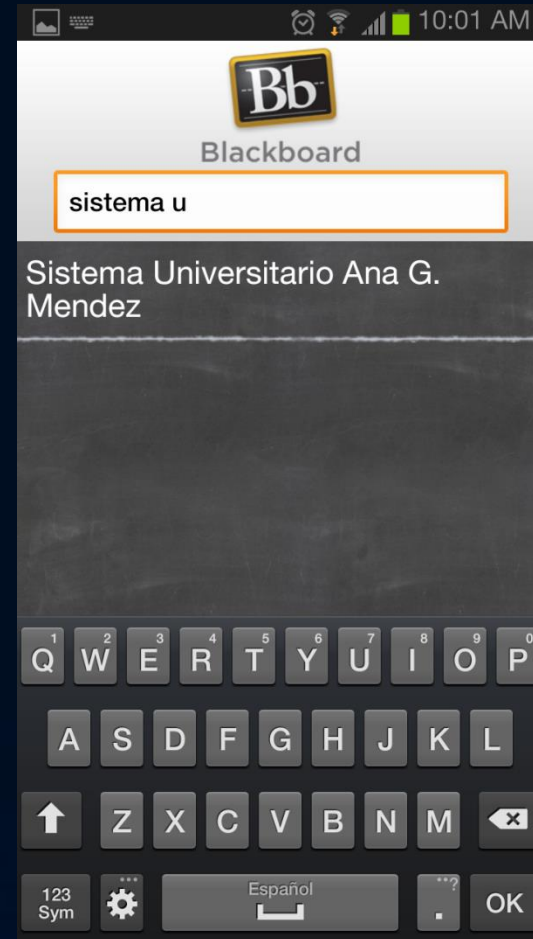 10:01 AM
Bb
Blackboard
sistema u
Sistema Universitario Ana G.
Mendez
1 2 3 4 5 6 7 8 9 0
Q W E R T Y U I O P
A S D F G H J K L
Z X C V B N M
123 Español ...?
Sym . OK